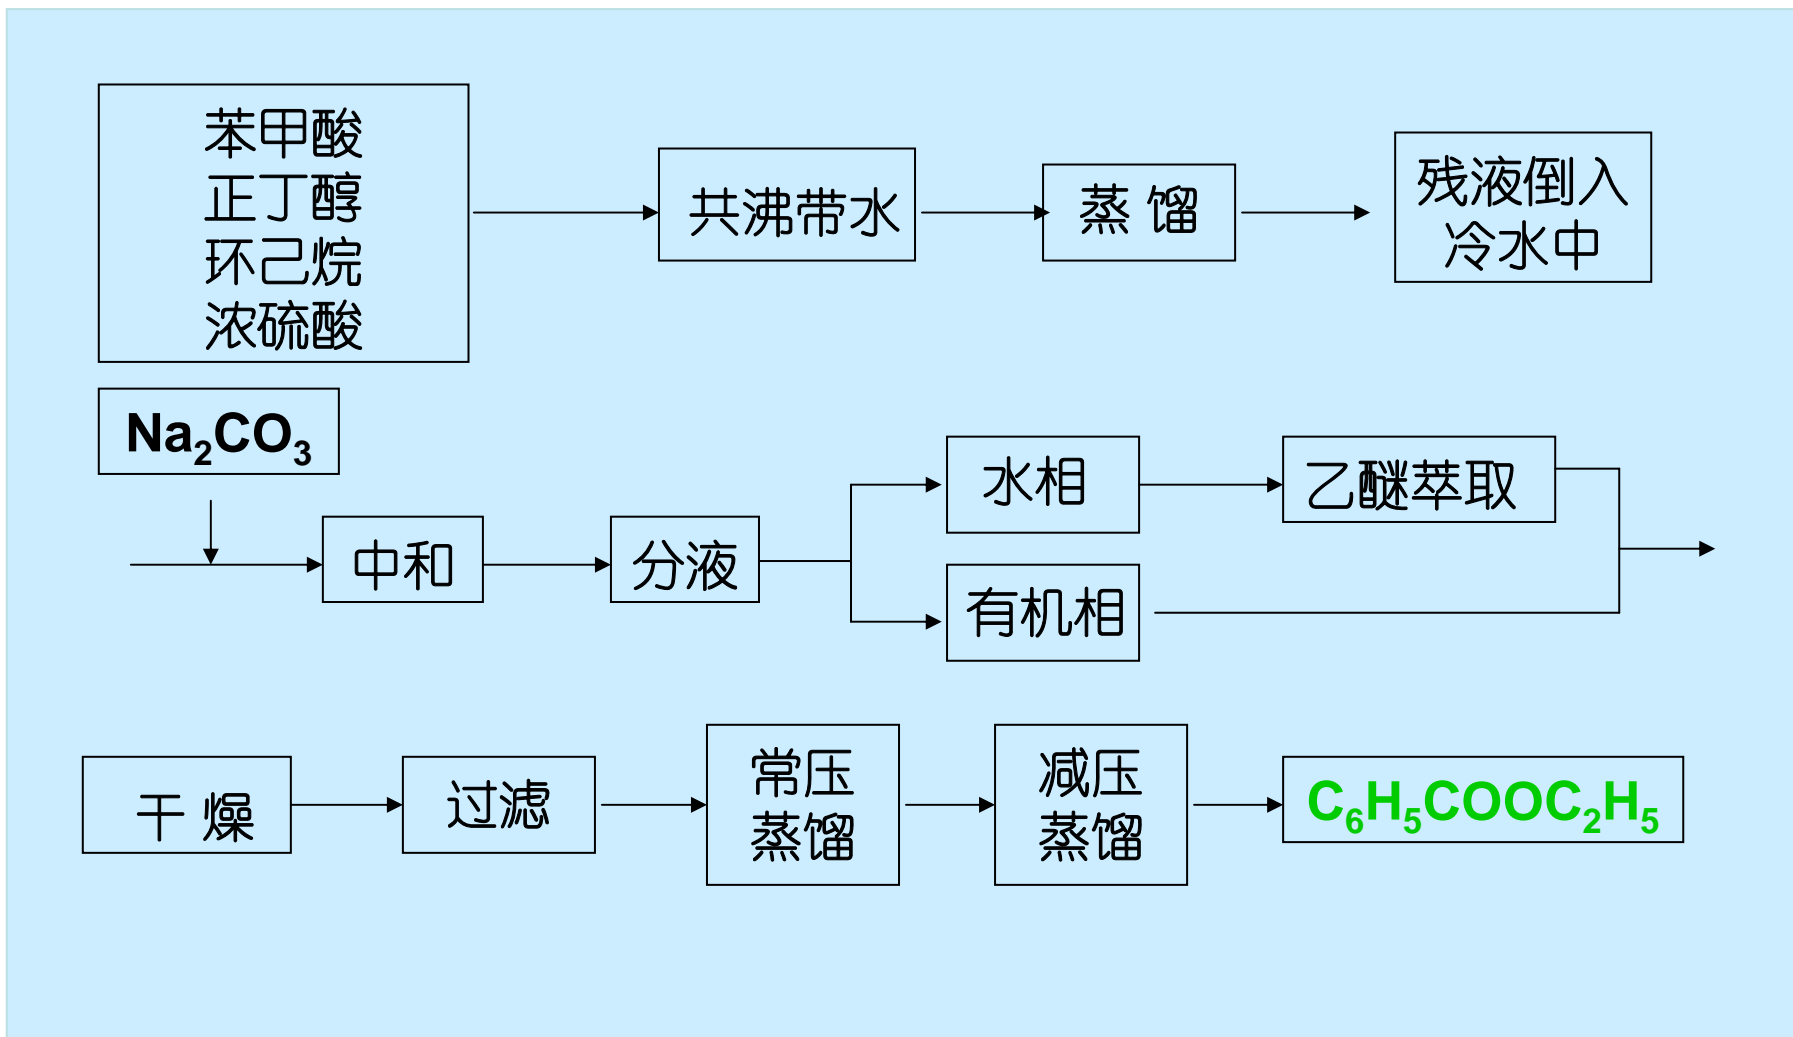 苯甲酸
正丁醇
环己烷
浓硫酸
共沸带水
蒸 馏
残液倒入
冷水中
Na₂CO₃
中和
分液
水相
乙醚萃取
有机相
干 燥
过滤
常压
蒸馏
减压
蒸馏
C₆H₅COOC₂H₅